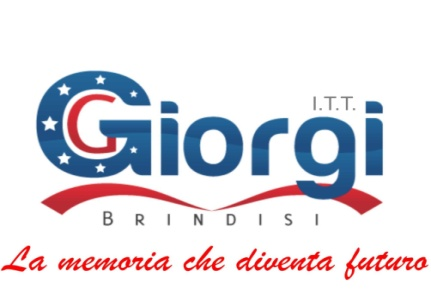 I.T.T.
Giorgi
G
BRINDISI
La memoria che diventa futuro